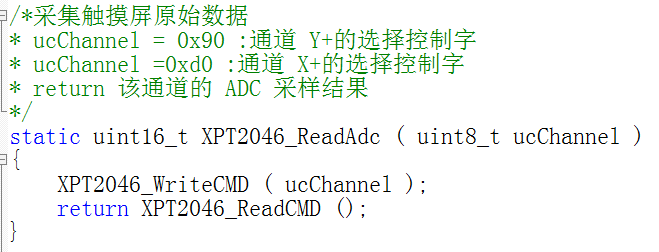 /*采集触摸屏原始数据
* ucChannel = 0x90 :通道 Y+的选择控制字
* ucChannel =0xd0 :通道 X+的选择控制字
* return 该通道的 ADC 采样结果
*/
static uint16_t XPT2046_ReadAdc ( uint8_t ucChannel )
{
    XPT2046_WriteCMD ( ucChannel );
    return XPT2046_ReadCMD ();
}